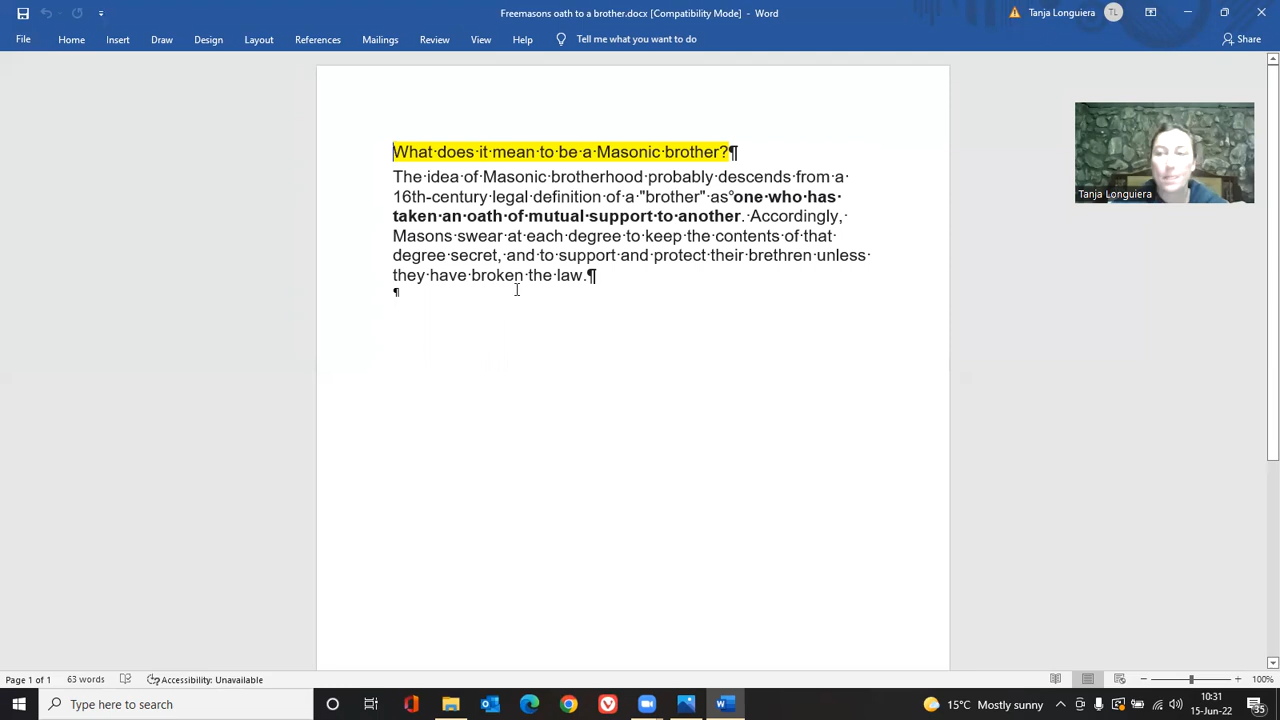 Freemasons oath to a brother.docx [Compatibility Mode] - Word
Tanja Longuiera TL
File Home Insert Draw Design Layout References Mailings Review View Help Tell me what you want to do Share
What does it mean to be a Masonic brother?¶
The idea of Masonic brotherhood probably descends from a
16th-century legal definition of a "brother" as°one who has
taken an oath of mutual support to another. Accordingly,
Masons swear at each degree to keep the contents of that
degree secret, and to support and protect their brethren unless
they have broken the law.¶
¶
Tanja Longuiera
Page 1 of 1 63 words Accessibility: Unavailable 100%
Type here to search
15°C Mostly sunny
10:31
15-Jun-22
35